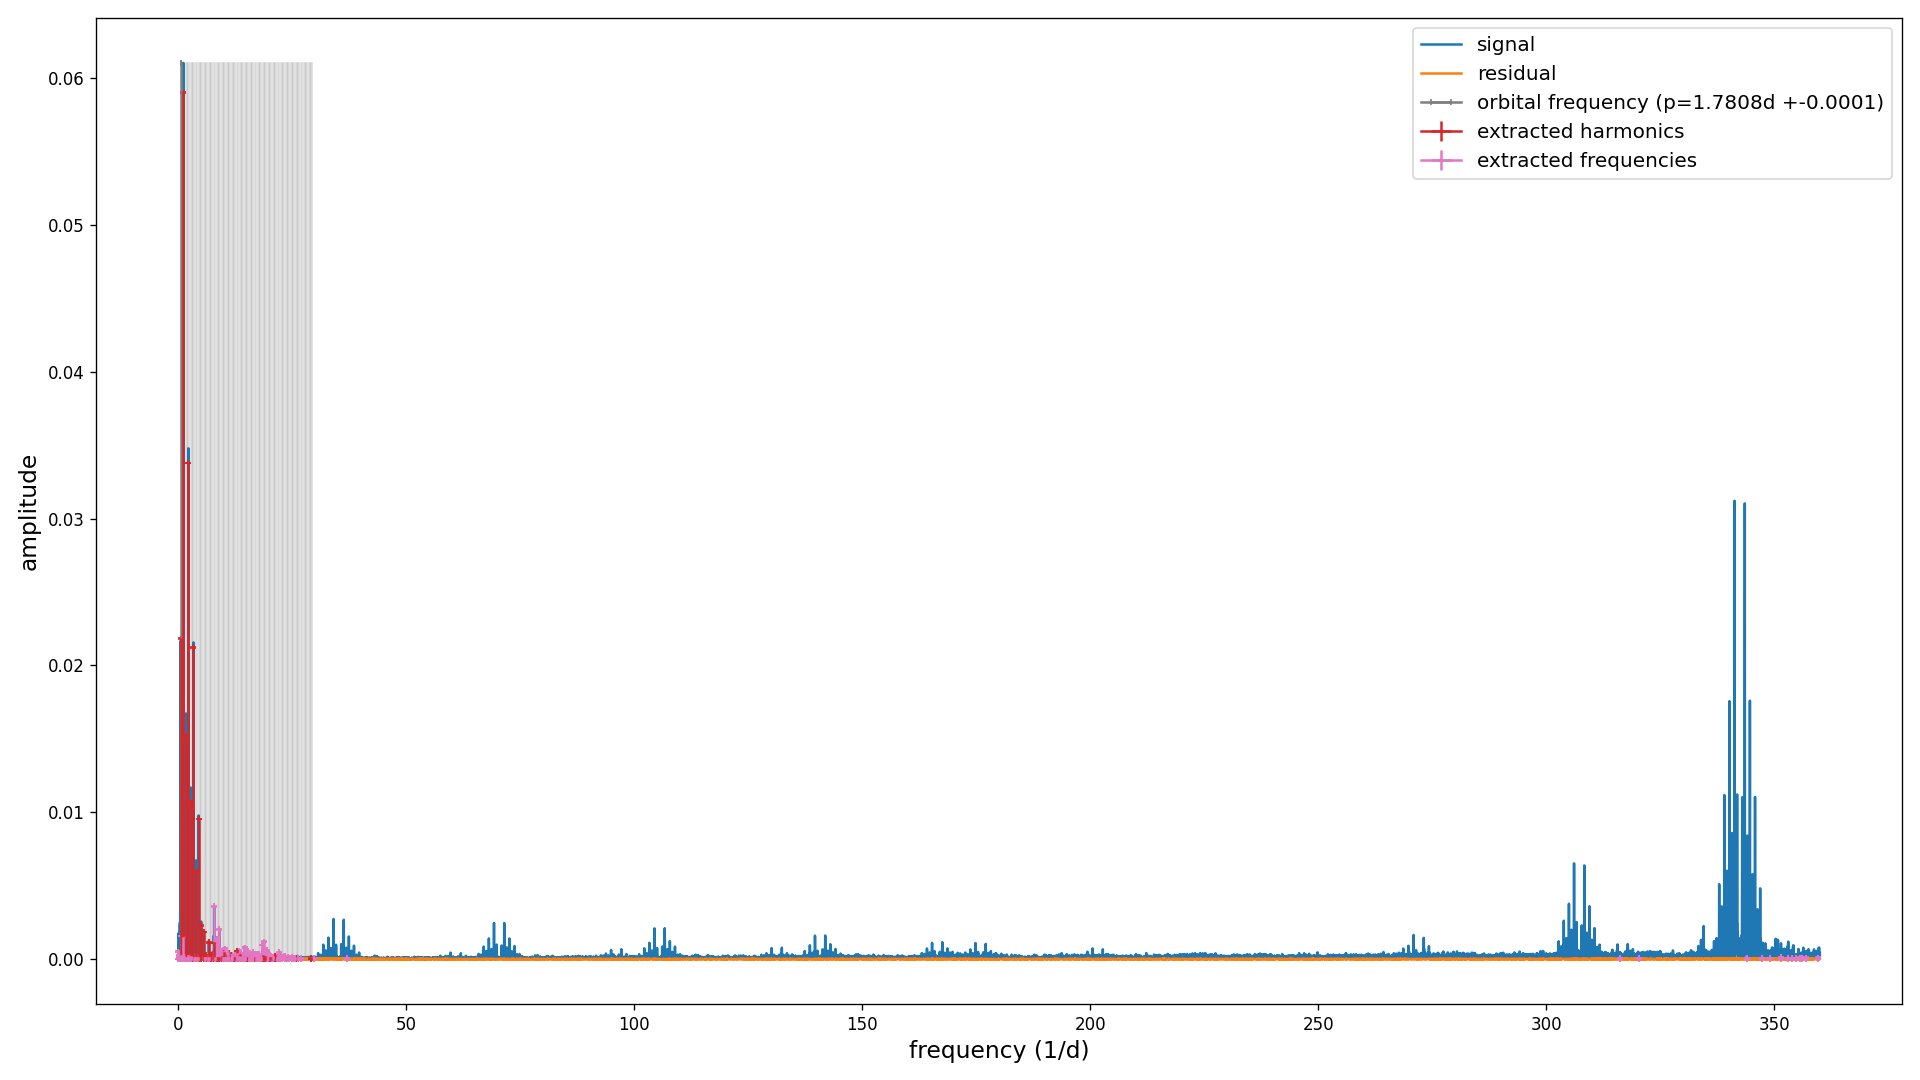 signal
residual
orbital frequency (p=1.7808d +-0.0001)
extracted harmonics
extracted frequencies
0.06
0.05
0.04
0.03
0.02
0.01
0.00
amplitude
0 50 100 150 200 250 300 350
frequency (1/d)